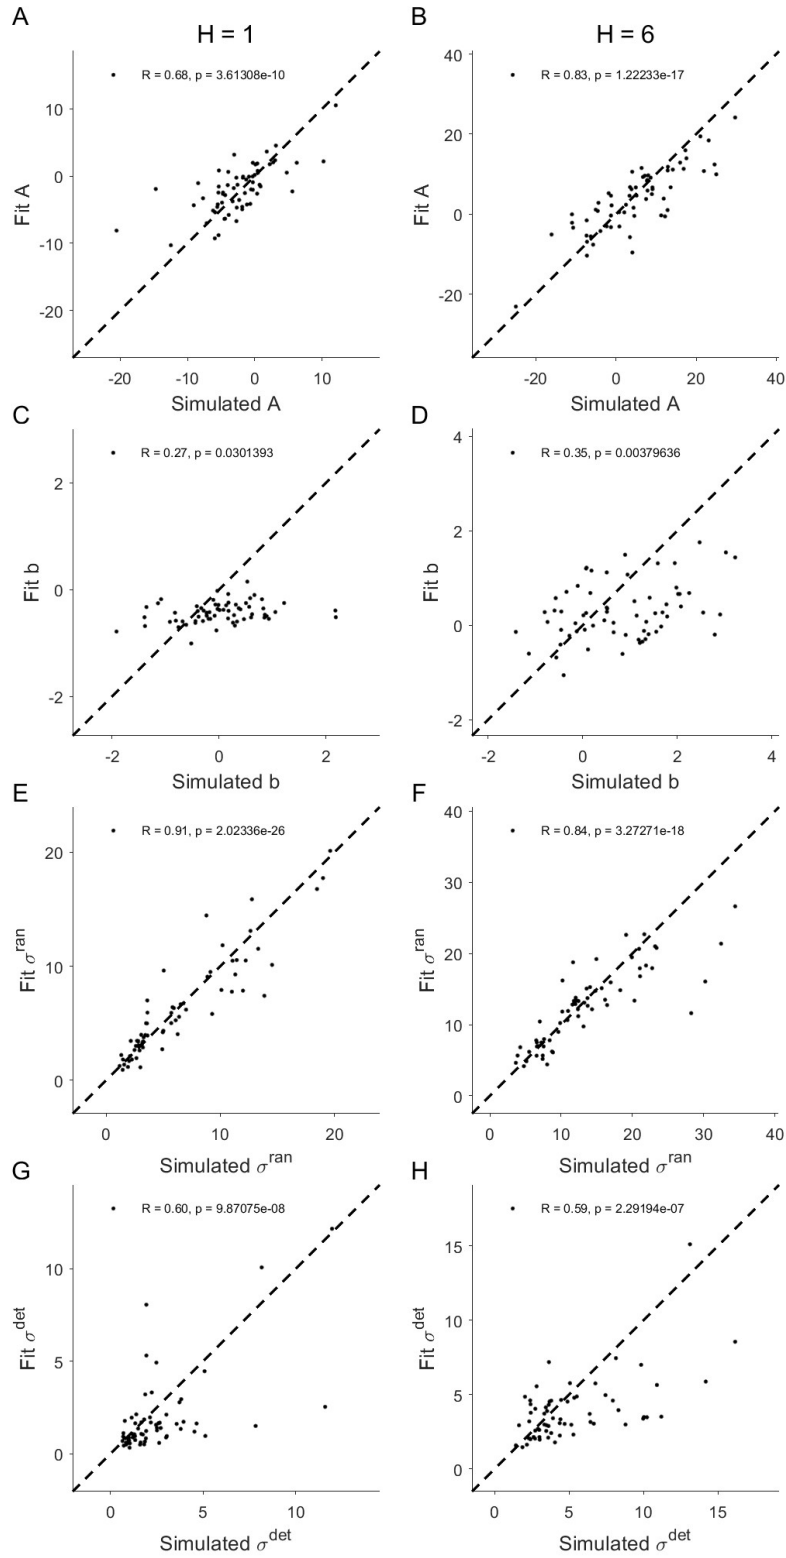 A
B
H = 1
H = 6
R = 0.68, p = 3.61308e-10
R = 0.83, p = 1.22233e-17
10
0
-10
-20
Fit A
-20
-10
0
10
Simulated A
40
20
0
-20
Fit A
-20
0
20
40
Simulated A
C
D
R = 0.27, p = 0.0301393
R = 0.35, p = 0.00379636
2
0
-2
Fit b
-2
0
2
Simulated b
4
2
0
-2
Fit b
-2
0
2
4
Simulated b
E
F
R = 0.91, p = 2.02336e-26
R = 0.84, p = 3.27271e-18
20
10
0
Fit σ^ran
0
10
20
Simulated σ^ran
40
30
20
10
0
Fit σ^ran
0
10
20
30
40
Simulated σ^ran
G
H
R = 0.60, p = 9.87075e-08
R = 0.59, p = 2.29194e-07
10
5
0
Fit σ^det
0
5
10
Simulated σ^det
15
10
5
0
Fit σ^det
0
5
10
15
Simulated σ^det